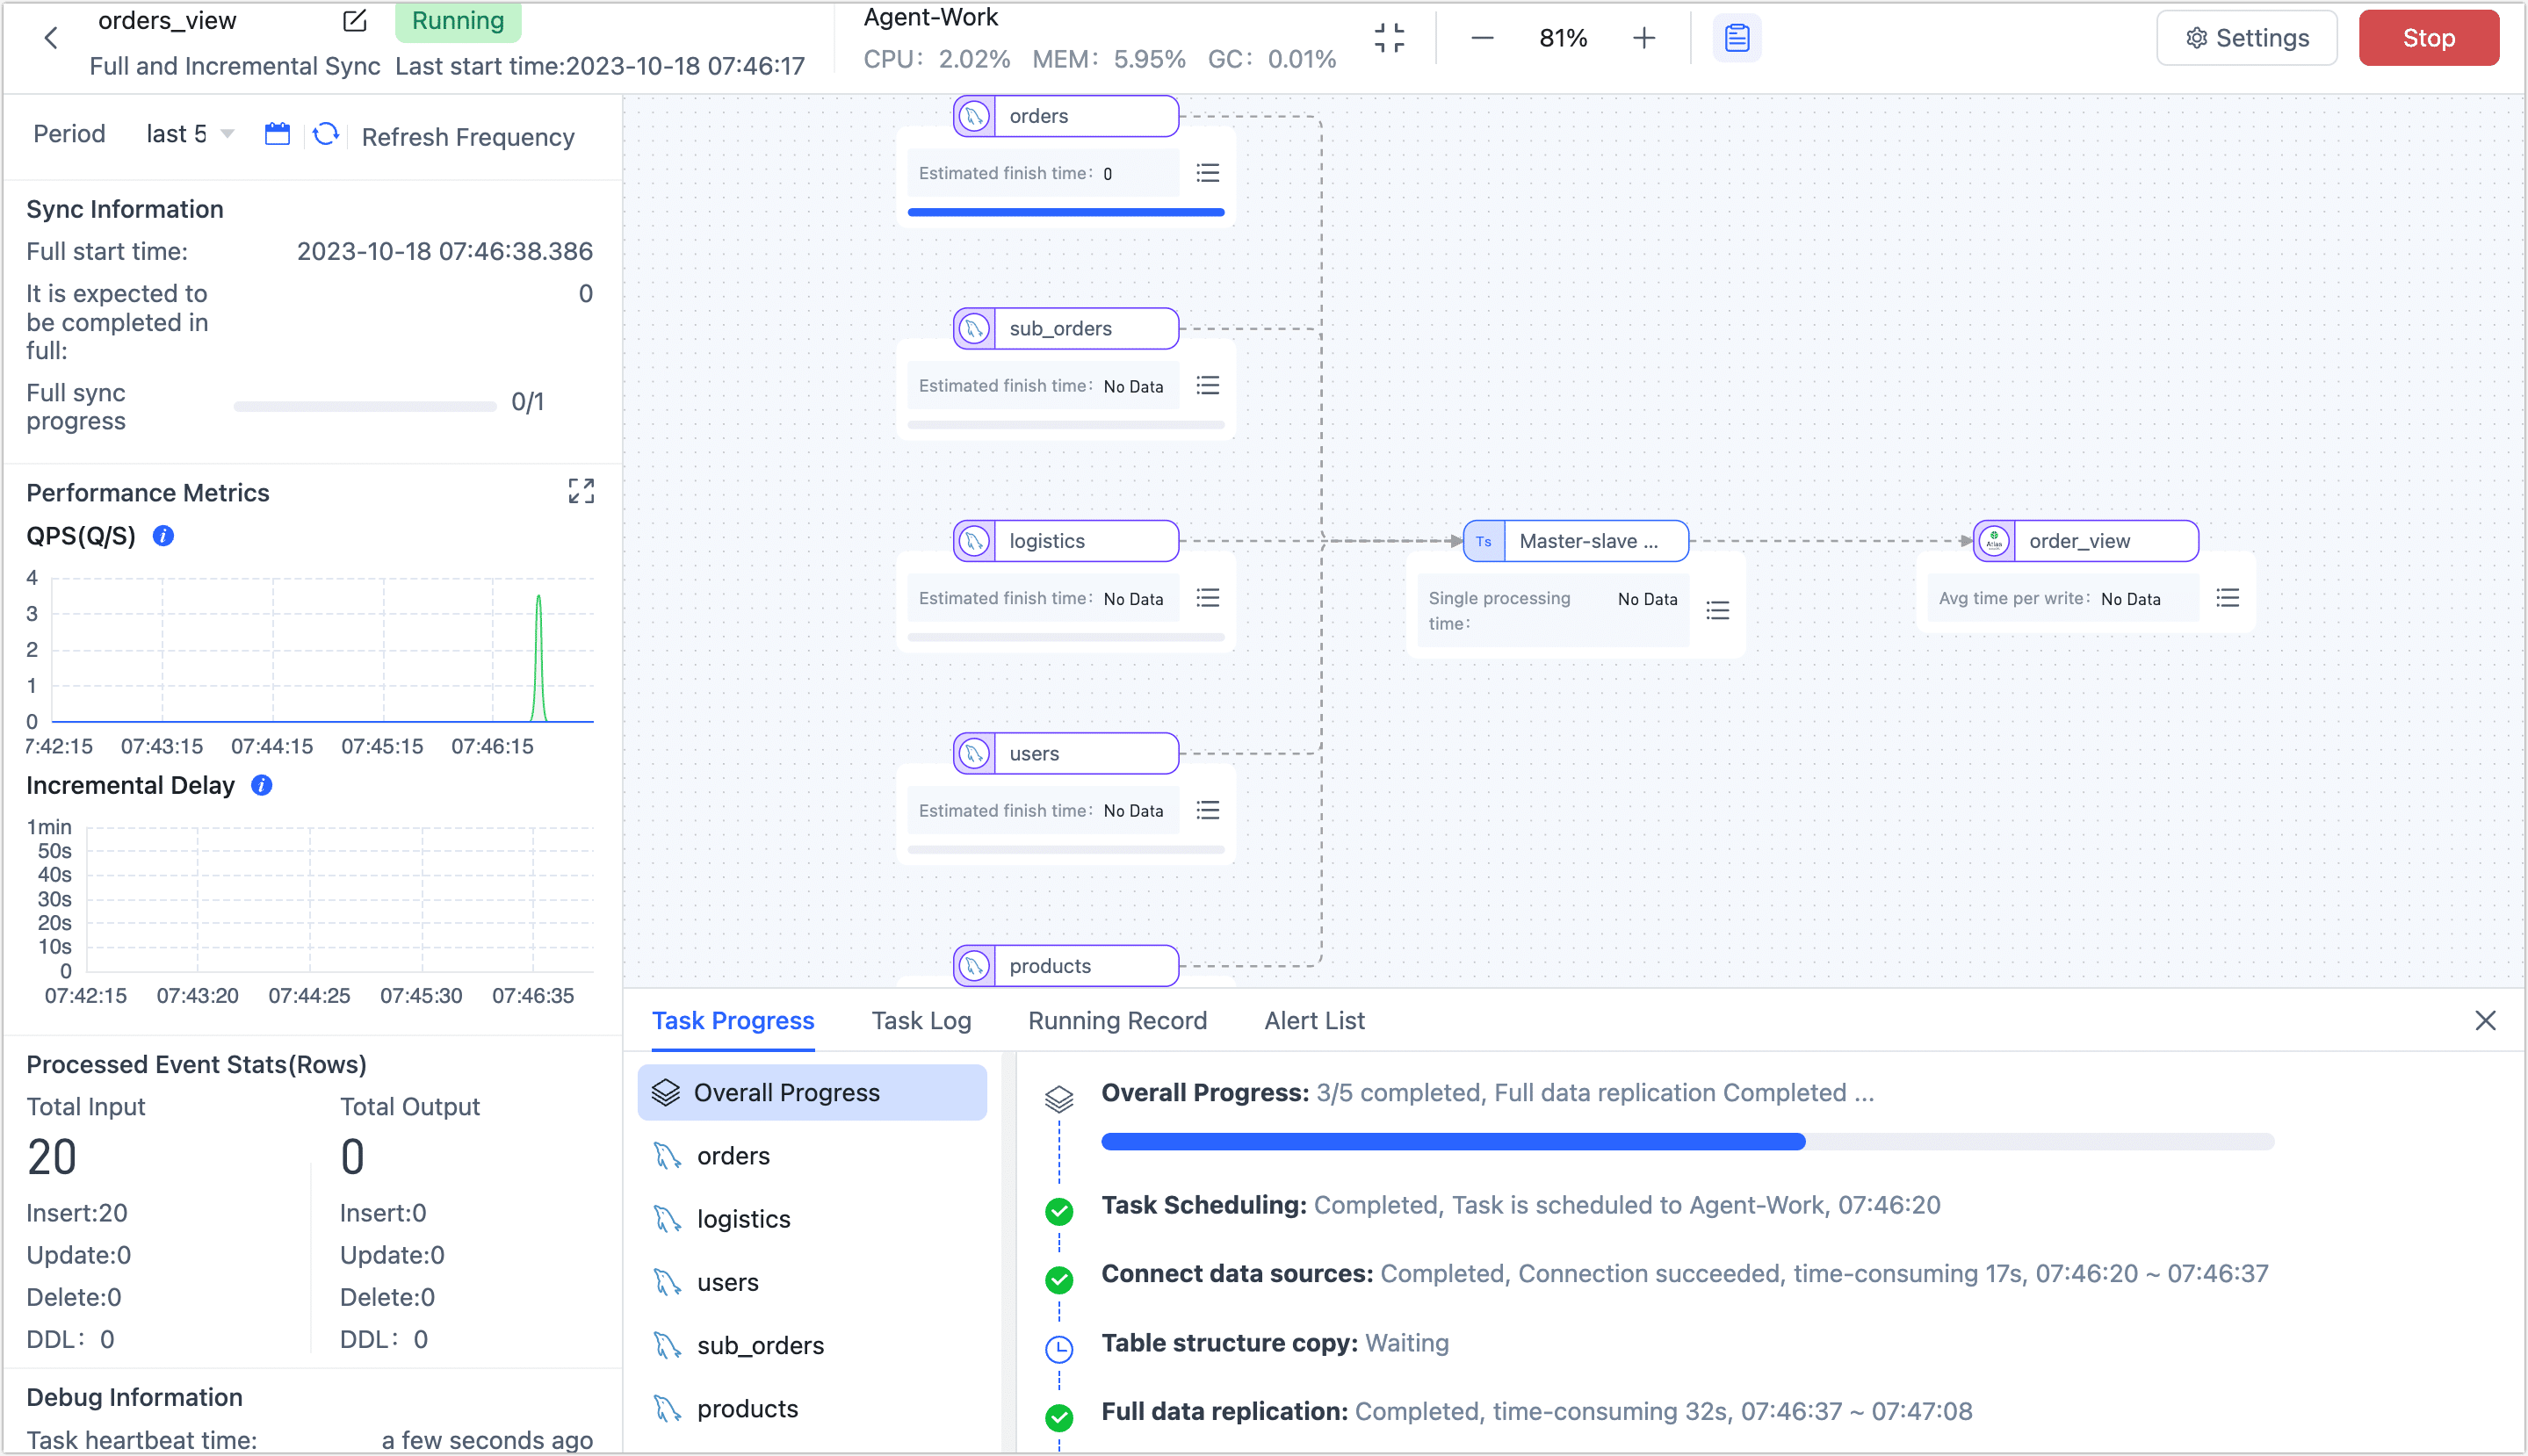 orders_view
Running
Full and Incremental Sync Last start time:2023-10-18 07:46:17
Agent-Work
CPU: 2.02% MEM: 5.95% GC: 0.01%
81%
Settings
Stop
Period last 5 Refresh Frequency
Sync Information
Full start time: 2023-10-18 07:46:38.386
It is expected to
be completed in
full:
0
Full sync
progress
0/1
Performance Metrics
QPS(Q/S)
4
3
2
1
0
7:42:15 07:43:15 07:44:15 07:45:15 07:46:15
Incremental Delay
1min
50s
40s
30s
20s
10s
0
07:42:15 07:43:20 07:44:25 07:45:30 07:46:35
Processed Event Stats(Rows)
Total Input Total Output
20 0
Insert:20 Insert:0
Update:0 Update:0
Delete:0 Delete:0
DDL: 0 DDL: 0
Debug Information
Task heartbeat time: a few seconds ago
orders
Estimated finish time: 0
sub_orders
Estimated finish time: No Data
logistics
Estimated finish time: No Data
users
Estimated finish time: No Data
products
Ts Master-slave ...
Single processing
time:
No Data
Atlas
order_view
Avg time per write: No Data
Task Progress Task Log Running Record Alert List
Overall Progress
orders
logistics
users
sub_orders
products
Overall Progress: 3/5 completed, Full data replication Completed ...
Task Scheduling: Completed, Task is scheduled to Agent-Work, 07:46:20
Connect data sources: Completed, Connection succeeded, time-consuming 17s, 07:46:20 ~ 07:46:37
Table structure copy: Waiting
Full data replication: Completed, time-consuming 32s, 07:46:37 ~ 07:47:08